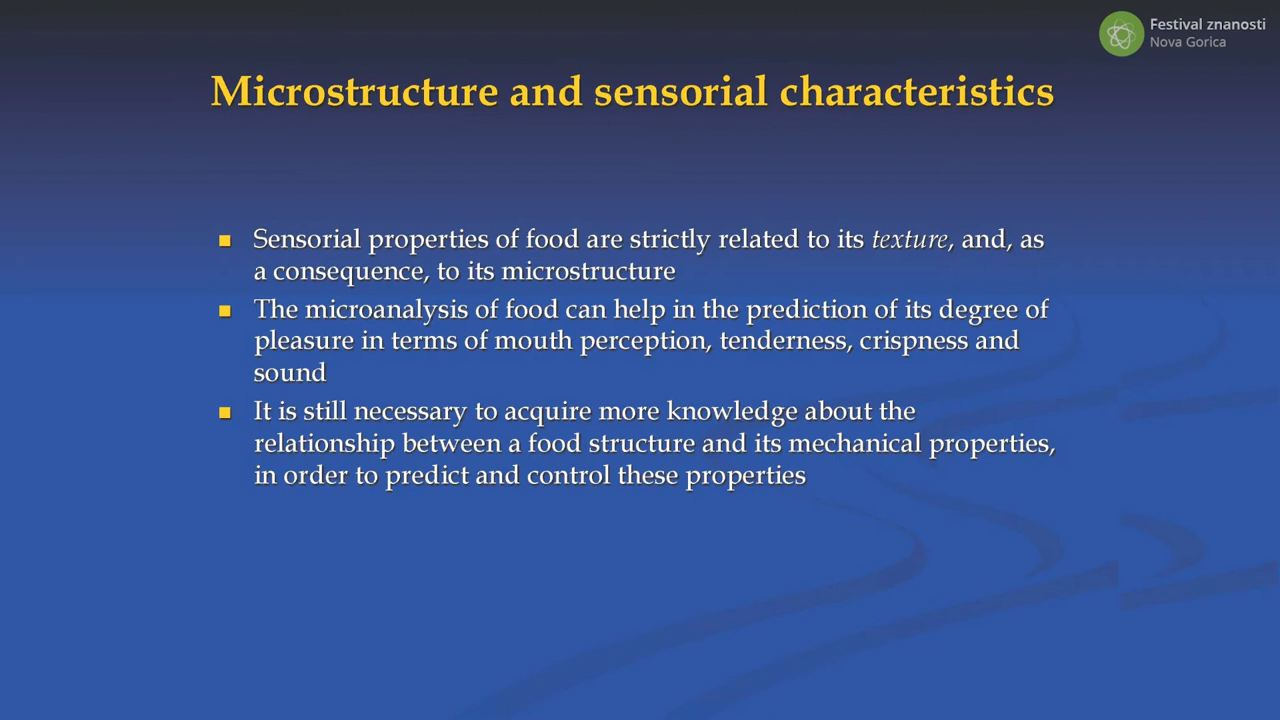 Festival znanosti
Nova Gorica
Microstructure and sensorial characteristics
Sensorial properties of food are strictly related to its texture, and, as
a consequence, to its microstructure
The microanalysis of food can help in the prediction of its degree of
pleasure in terms of mouth perception, tenderness, crispness and
sound
It is still necessary to acquire more knowledge about the
relationship between a food structure and its mechanical properties,
in order to predict and control these properties